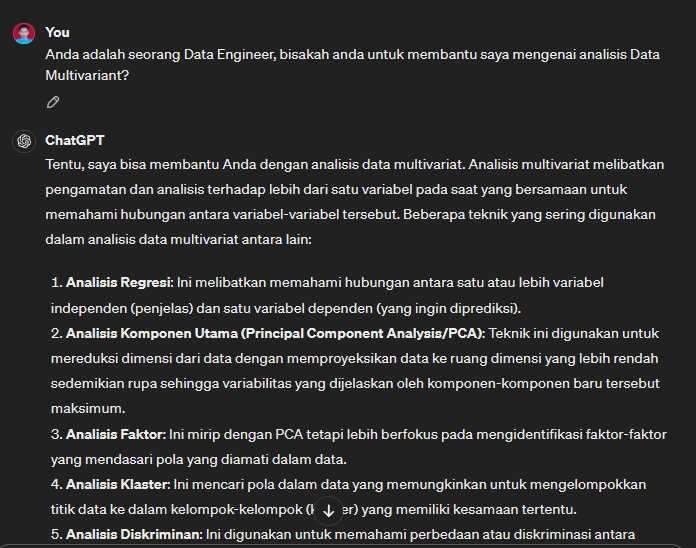 You
Anda adalah seorang Data Engineer, bisakah anda untuk membantu saya mengenai analisis Data
Multivariant?
ChatGPT
Tentu, saya bisa membantu Anda dengan analisis data multivariat. Analisis multivariat melibatkan
pengamatan dan analisis terhadap lebih dari satu variabel pada saat yang bersamaan untuk
memahami hubungan antara variabel-variabel tersebut. Beberapa teknik yang sering digunakan
dalam analisis data multivariat antara lain:
1. Analisis Regresi: Ini melibatkan memahami hubungan antara satu atau lebih variabel
independen (penjelas) dan satu variabel dependen (yang ingin diprediksi).
2. Analisis Komponen Utama (Principal Component Analysis/PCA): Teknik ini digunakan untuk
mereduksi dimensi dari data dengan memproyeksikan data ke ruang dimensi yang lebih rendah
sedemikian rupa sehingga variabilitas yang dijelaskan oleh komponen-komponen baru tersebut
maksimum.
3. Analisis Faktor: Ini mirip dengan PCA tetapi lebih berfokus pada mengidentifikasi faktor-faktor
yang mendasari pola yang diamati dalam data.
4. Analisis Klaster: Ini mencari pola dalam data yang memungkinkan untuk mengelompokkan
titik data ke dalam kelompok-kelompok yang memiliki kesamaan tertentu.
5. Analisis Diskriminan: Ini digunakan untuk memahami perbedaan atau diskriminasi antara